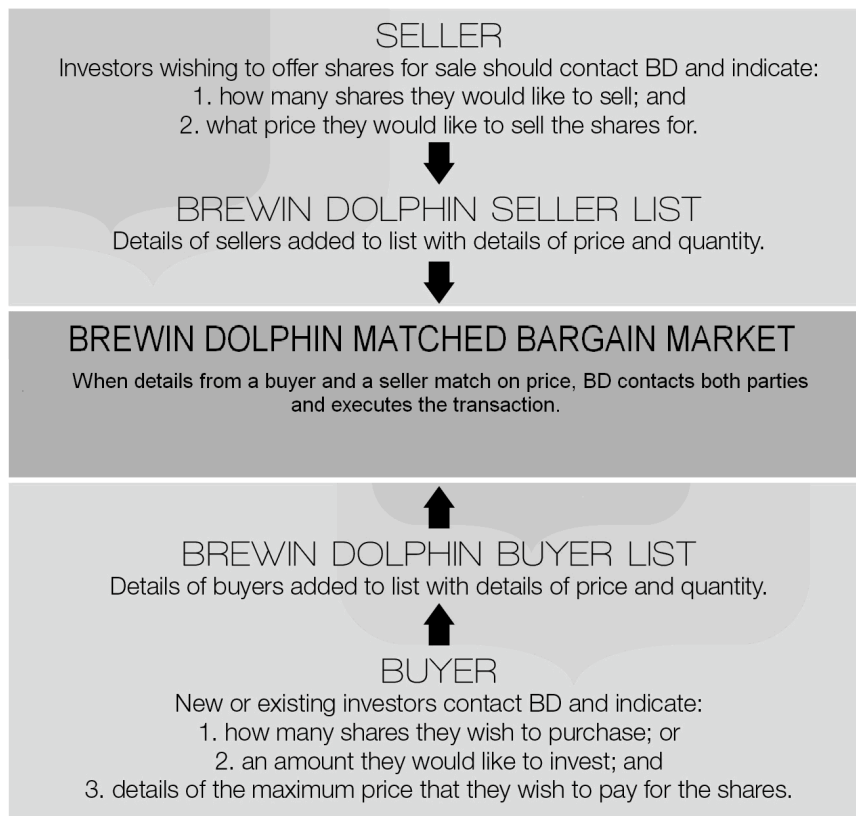 SELLER
Investors wishing to offer shares for sale should contact BD and indicate:
1. how many shares they would like to sell; and
2. what price they would like to sell the shares for.
BREWIN DOLPHIN SELLER LIST
Details of sellers added to list with details of price and quantity.
BREWIN DOLPHIN MATCHED BARGAIN MARKET
When details from a buyer and a seller match on price, BD contacts both parties
and executes the transaction.
BREWIN DOLPHIN BUYER LIST
Details of buyers added to list with details of price and quantity.
BUYER
New or existing investors contact BD and indicate:
1. how many shares they wish to purchase; or
2. an amount they would like to invest; and
3. details of the maximum price that they wish to pay for the shares.